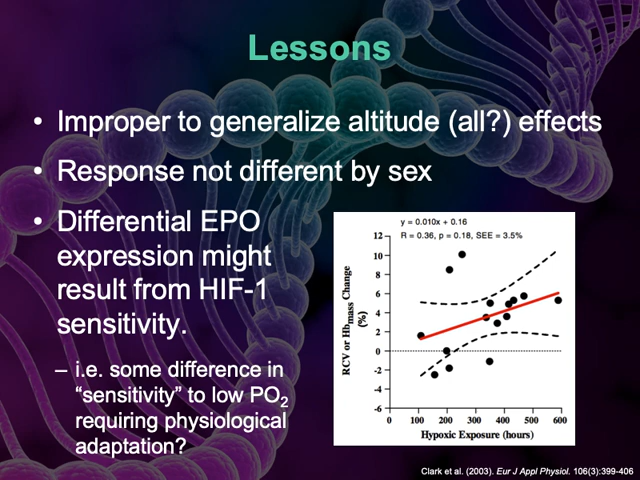 Lessons
• Improper to generalize altitude (all?) effects
• Response not different by sex
• Differential EPO
expression might
result from HIF-1
sensitivity.
– i.e. some difference in
“sensitivity” to low PO2
requiring physiological
adaptation?
y = 0.010x + 0.16
R = 0.36, p = 0.18, SEE = 3.5%
RCV or Hbmass Change
(%)
12
10
8
6
4
2
0
-2
-4
-6
0 100 200 300 400 500 600
Hypoxic Exposure (hours)
Clark et al. (2003). Eur J Appl Physiol. 106(3):399-406